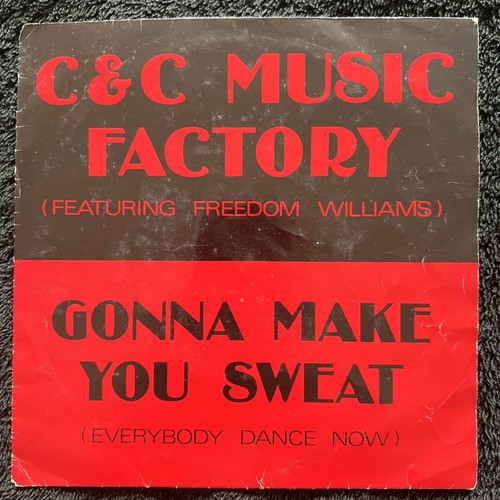 C&C MUSIC
FACTORY
(FEATURING FREEDOM WILLIAMS)
GONNA MAKE
YOU SWEAT
(EVERYBODY DANCE NOW)